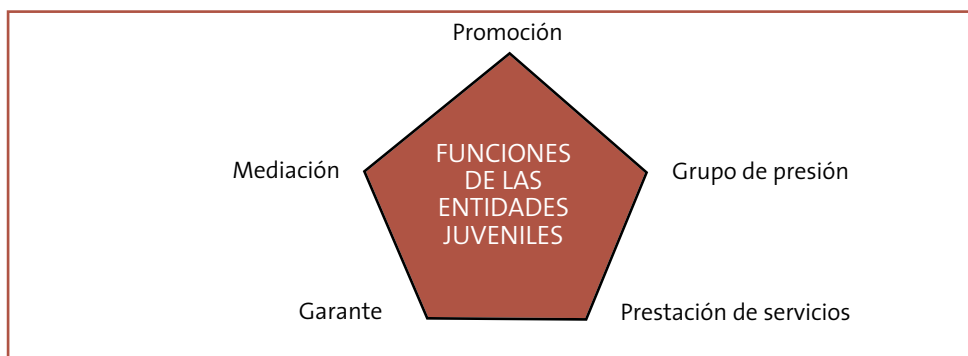 Promoción
Mediación
FUNCIONES
DE LAS
ENTIDADES
JUVENILES
Grupo de presión
Garante
Prestación de servicios